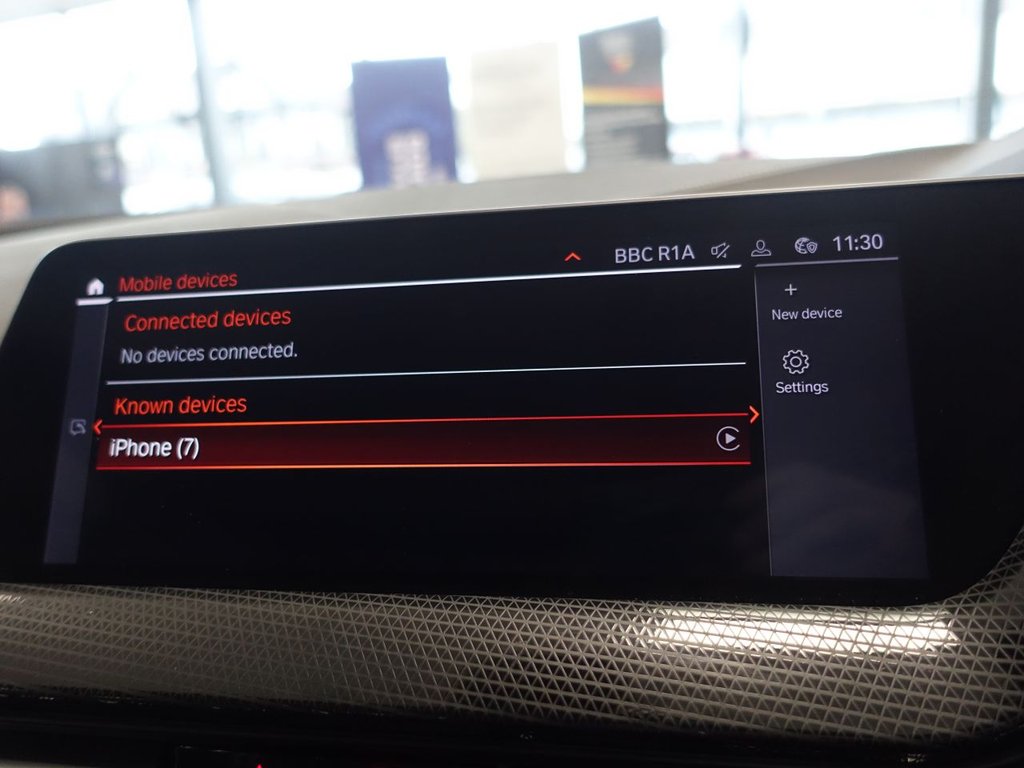 BBC R1A
11:30
Mobile devices
Connected devices
No devices connected.
Known devices
iPhone (7)
New device
Settings